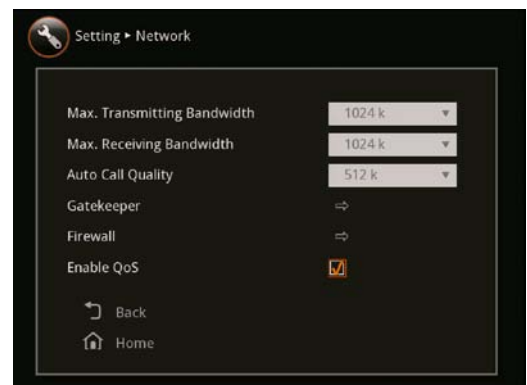 Setting ▸ Network
Max. Transmitting Bandwidth 1024 k
Max. Receiving Bandwidth 1024 k
Auto Call Quality 512 k
Gatekeeper
Firewall
Enable QoS
Back
Home